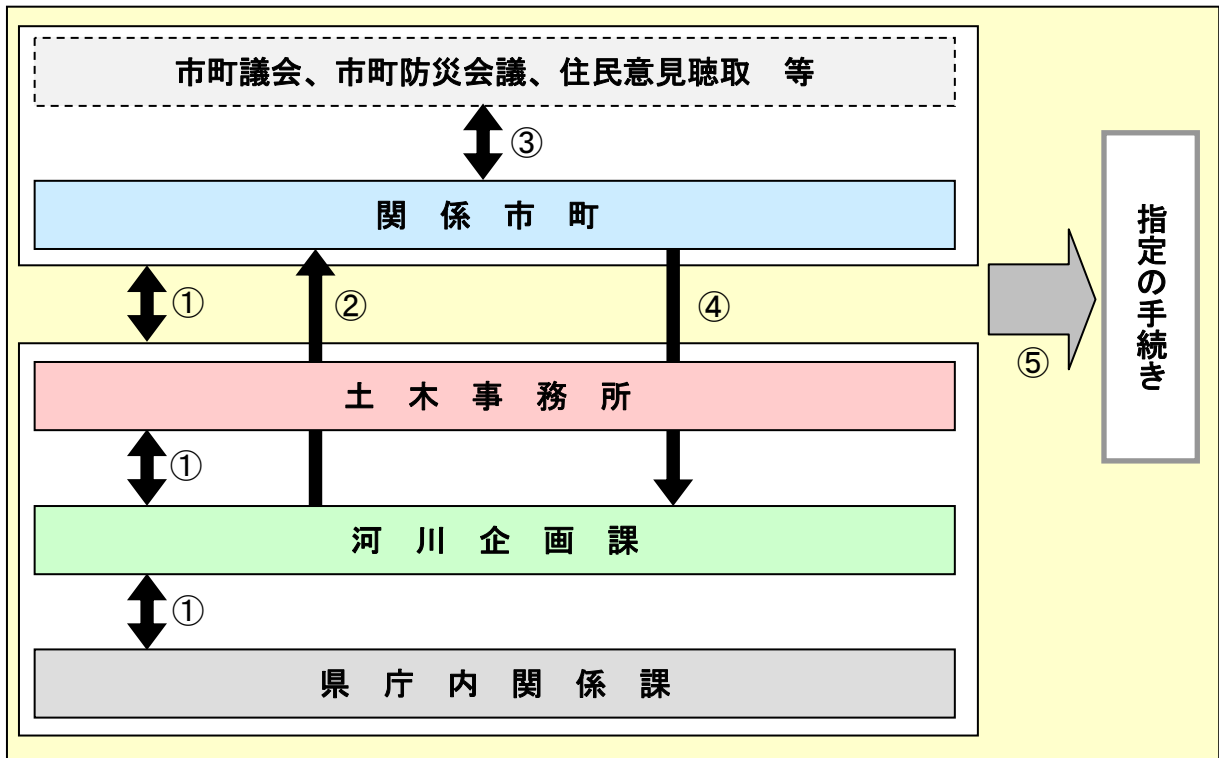 市町議会、市町防災会議、住民意見聴取　等
③
関　係　市　町
①
②
④
土　木　事　務　所
①
河　川　企　画　課
①
県　庁　内　関　係　課
⑤
指定の手続き